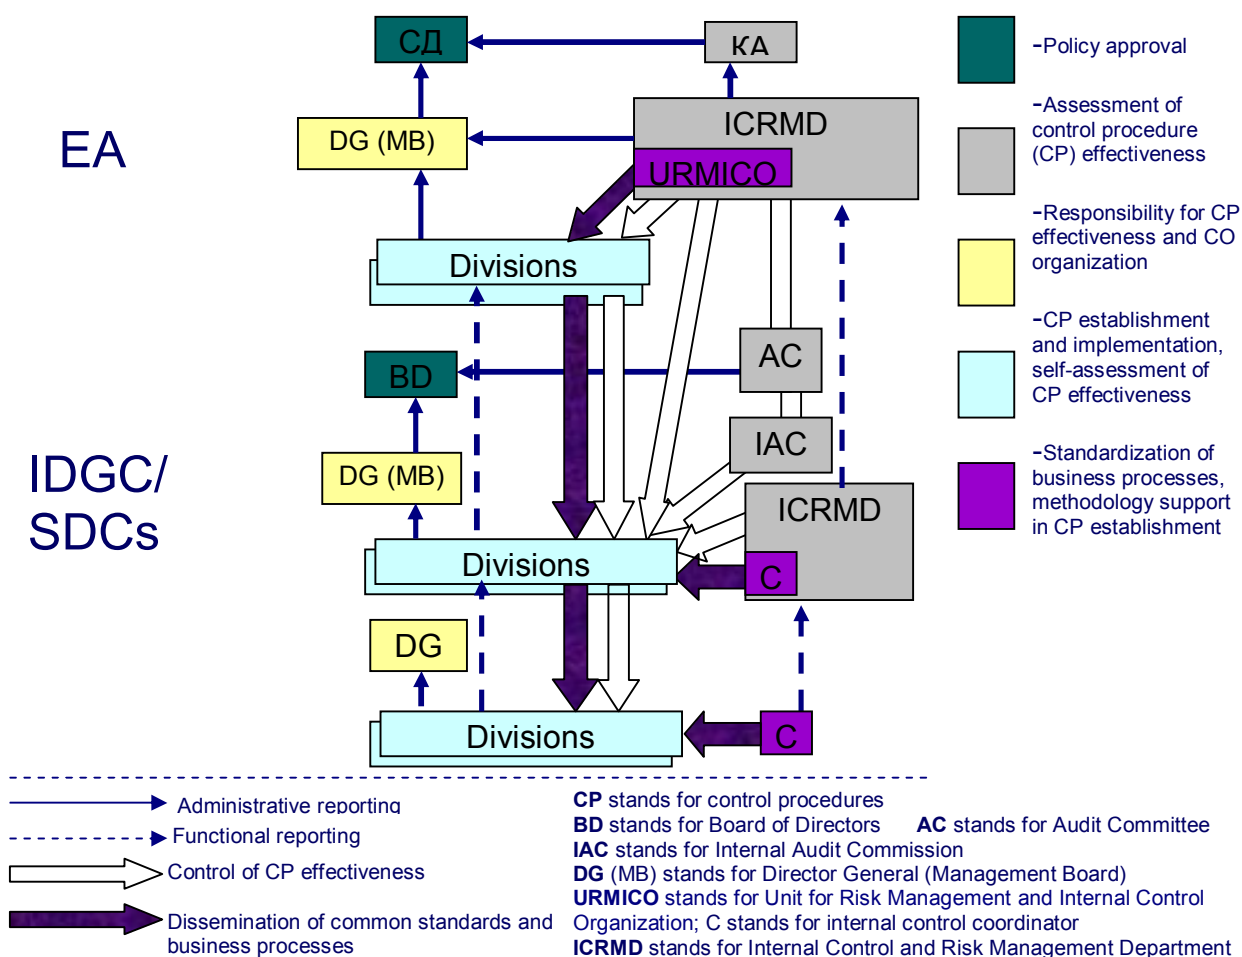 СД
КА
-Policy approval
EA
DG (MB)
ICRMD
URMICO
-Assessment of
control procedure
(CP) effectiveness
Divisions
-Responsibility for CP
effectiveness and CO
organization
BD
AC
-CP establishment
and implementation,
self-assessment of
CP effectiveness
IDGC/
SDCs
DG (MB)
IAC
ICRMD
-Standardization of
business processes,
methodology support
in CP establishment
Divisions
C
DG
Divisions
C
Administrative reporting
Functional reporting
Control of CP effectiveness
Dissemination of common standards and
business processes
CP stands for control procedures
BD stands for Board of Directors AC stands for Audit Committee
IAC stands for Internal Audit Commission
DG (MB) stands for Director General (Management Board)
URMICO stands for Unit for Risk Management and Internal Control
Organization; C stands for internal control coordinator
ICRMD stands for Internal Control and Risk Management Department